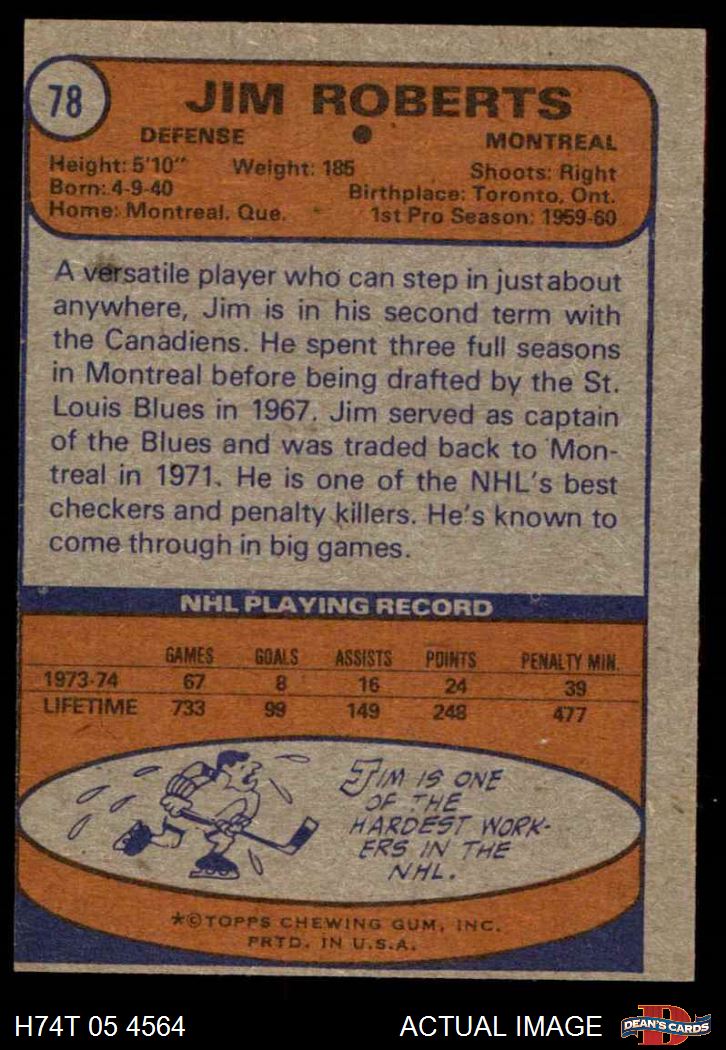 78
JIM ROBERTS
DEFENSE ● MONTREAL
Height: 5'10" Weight: 185 Shoots: Right
Born: 4-9-40 Birthplace: Toronto, Ont.
Home: Montreal, Que. 1st Pro Season: 1959-60
A versatile player who can step in just about
anywhere, Jim is in his second term with
the Canadiens. He spent three full seasons
in Montreal before being drafted by the St.
Louis Blues in 1967. Jim served as captain
of the Blues and was traded back to Mon-
treal in 1971. He is one of the NHL's best
checkers and penalty killers. He's known to
come through in big games.
NHL PLAYING RECORD
GAMES GOALS ASSISTS POINTS PENALTY MIN.
1973-74 67 8 16 24 39
LIFETIME 733 99 149 248 477
JIM IS ONE
OF THE
HARDEST WORK-
ERS IN THE
NHL.
*©TOPPS CHEWING GUM, INC.
PRTD. IN U.S.A.
H74T 05 4564 ACTUAL IMAGE
D
DEAN'S CARDS